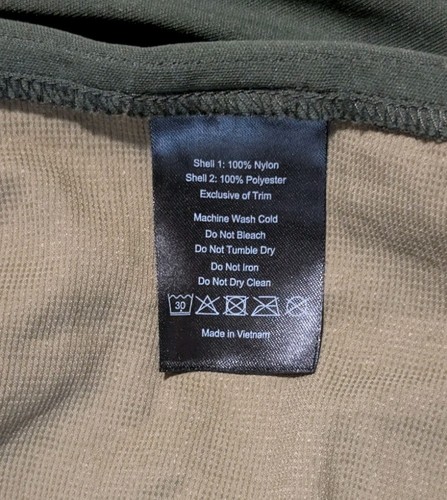 Shell 1: 100% Nylon
Shell 2: 100% Polyester
Exclusive of Trim
Machine Wash Cold
Do Not Bleach
Do Not Tumble Dry
Do Not Iron
Do Not Dry Clean
30
Made in Vietnam